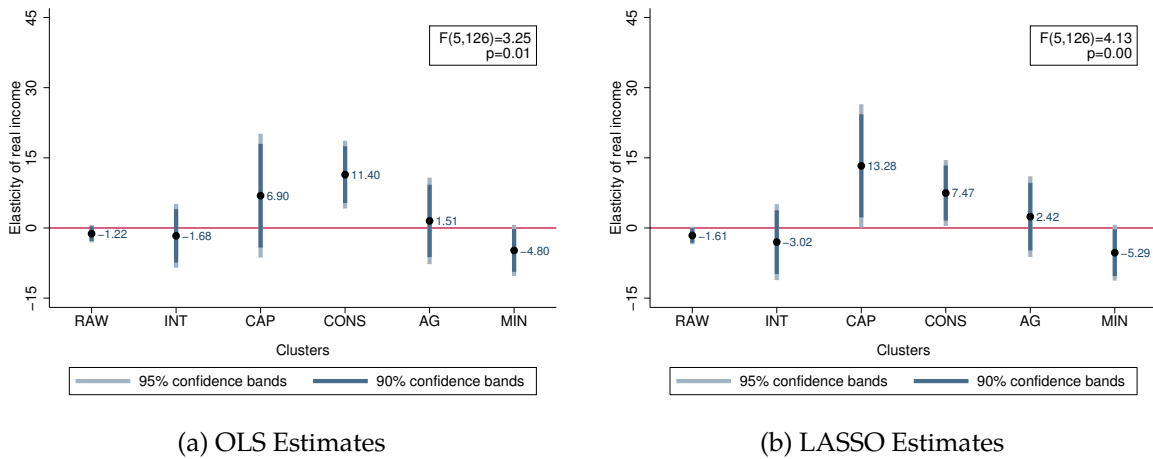 F(5,126)=3.25
p=0.01
Elasticity of real income
45
30
15
0
−15
−1.22
−1.68
6.90
11.40
1.51
−4.80
RAW INT CAP CONS AG MIN
Clusters
95% confidence bands 90% confidence bands
(a) OLS Estimates
F(5,126)=4.13
p=0.00
Elasticity of real income
45
30
15
0
−15
−1.61
−3.02
13.28
7.47
2.42
−5.29
RAW INT CAP CONS AG MIN
Clusters
95% confidence bands 90% confidence bands
(b) LASSO Estimates